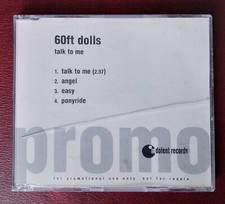 60ft dolls
talk to me
1. talk to me (2.57)
2. angel
3. easy
4. ponyride
promo
dolent records
for promotional use only not for resale